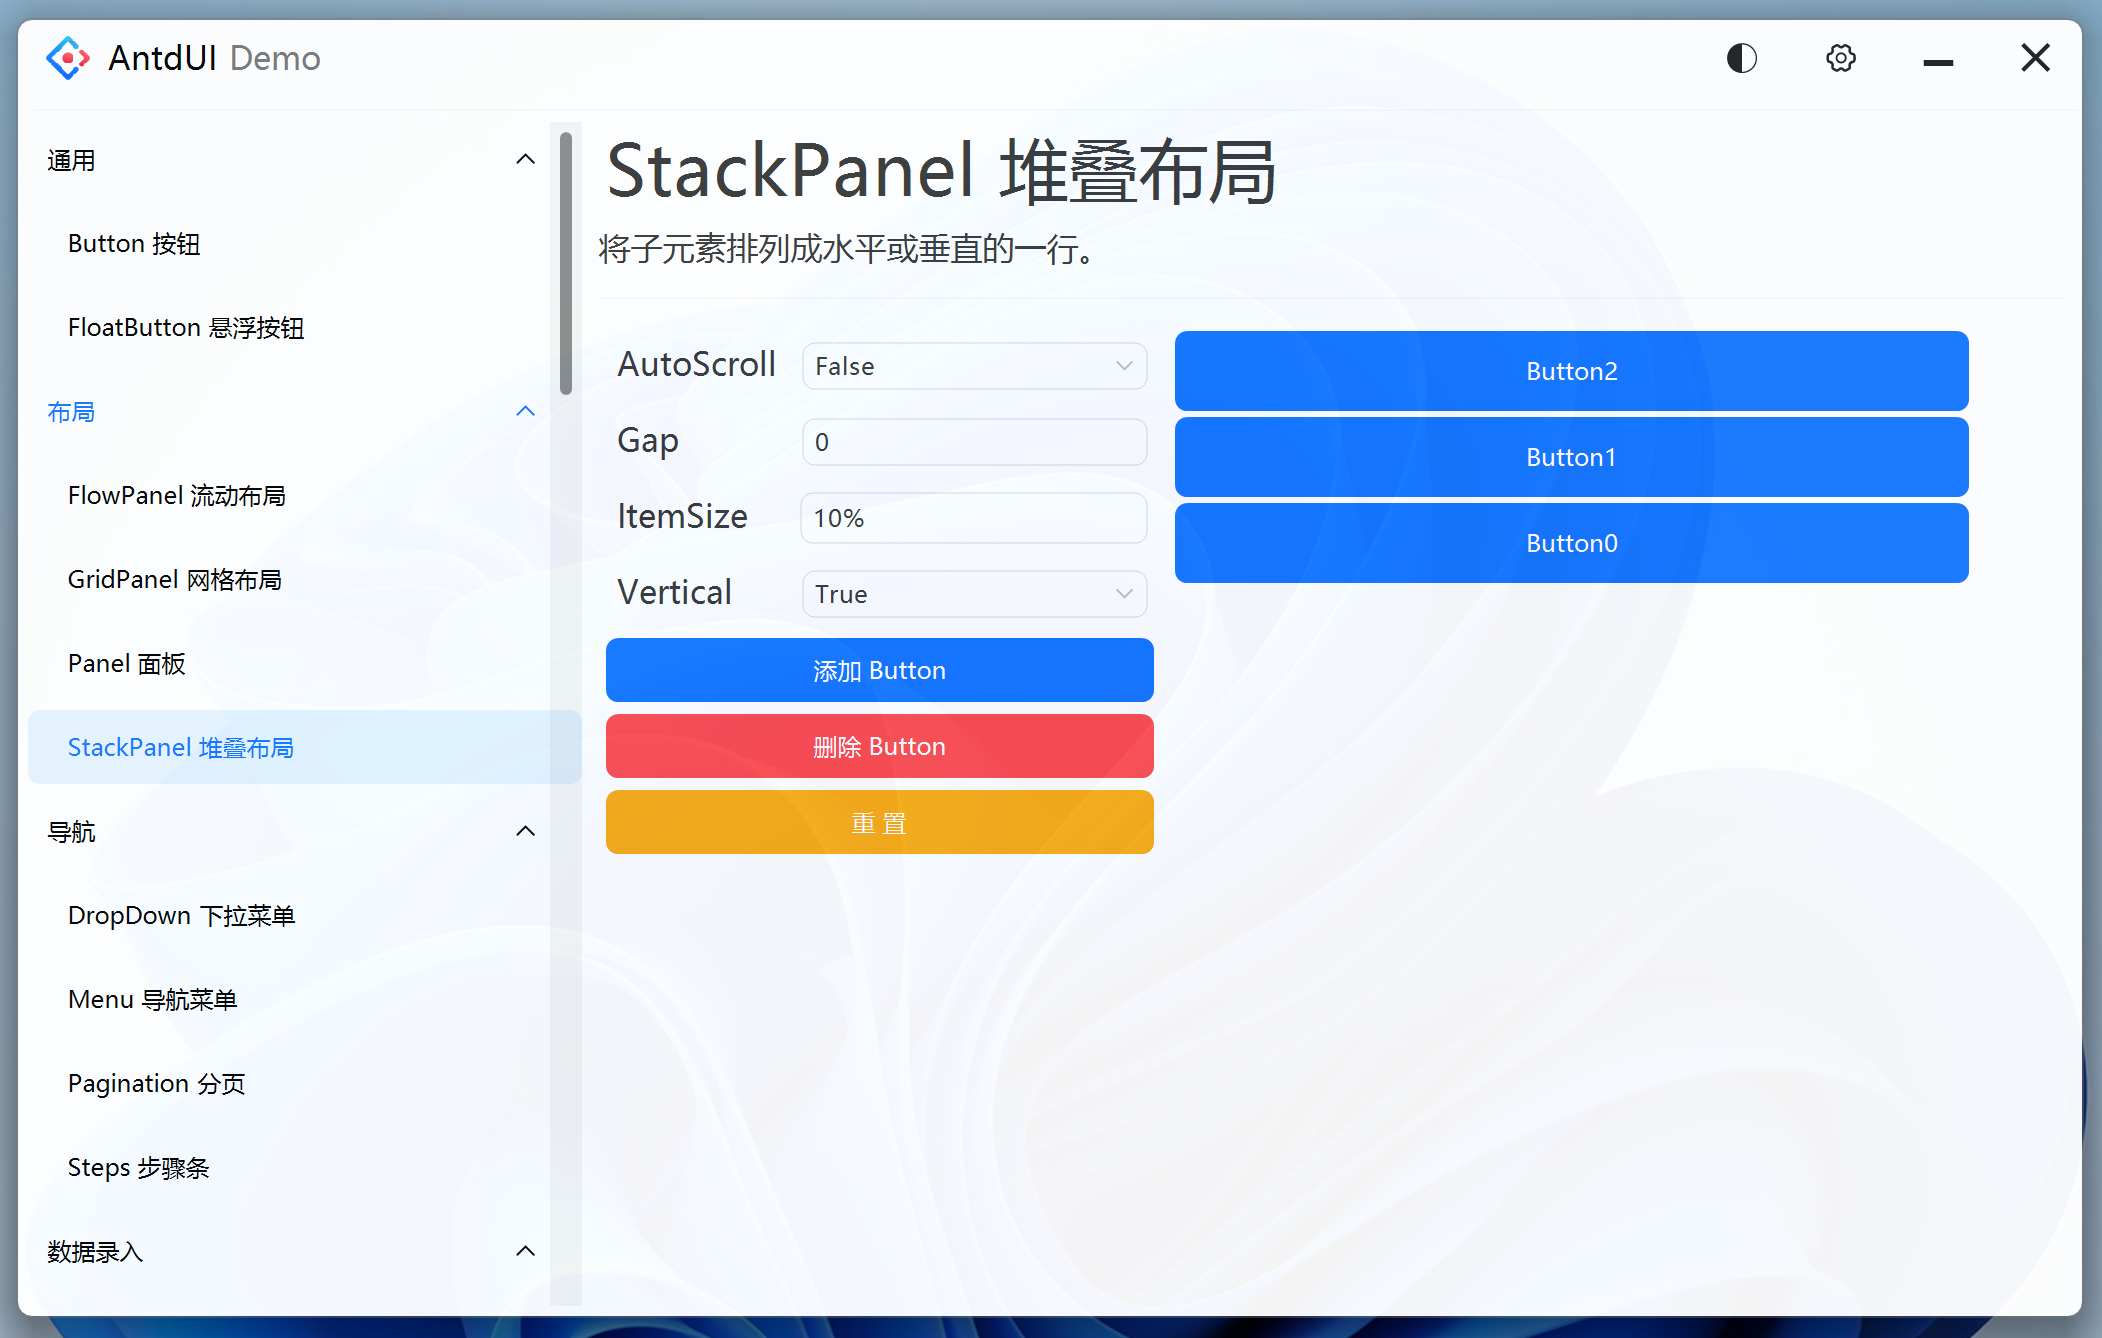 AntdUI Demo
通用
Button 按钮
FloatButton 悬浮按钮
布局
FlowPanel 流动布局
GridPanel 网格布局
Panel 面板
StackPanel 堆叠布局
导航
DropDown 下拉菜单
Menu 导航菜单
Pagination 分页
Steps 步骤条
数据录入
StackPanel 堆叠布局
将子元素排列成水平或垂直的一行。
AutoScroll False
Gap 0
ItemSize 10%
Vertical True
添加 Button
删除 Button
重 置
Button2
Button1
Button0